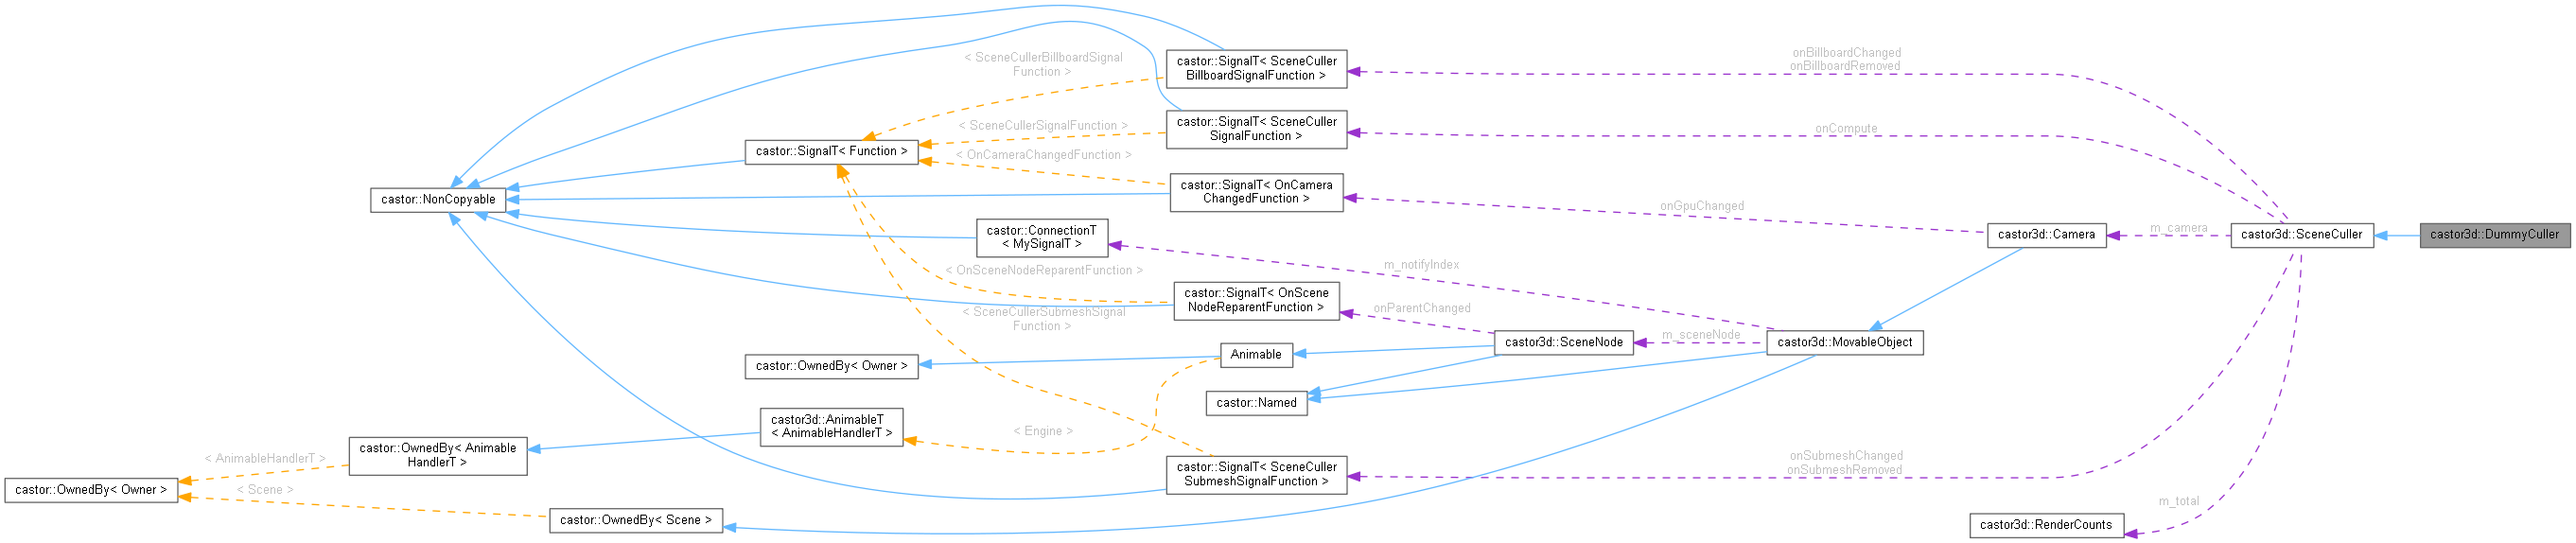 onBillboardChanged
onBillboardRemoved
castor::SignalT< SceneCuller
BillboardSignalFunction >
< SceneCullerBillboardSignal
Function >
castor::SignalT< SceneCuller
SignalFunction >
< SceneCullerSignalFunction >
onCompute
castor::SignalT< Function >
< OnCameraChangedFunction >
castor::SignalT< OnCamera
ChangedFunction >
castor::NonCopyable
onGpuChanged
castor::ConnectionT
< MySignalT >
castor3d::Camera
m_camera
castor3d::SceneCuller
castor3d::DummyCuller
< OnSceneNodeReparentFunction >
m_notifyIndex
castor::SignalT< OnScene
NodeReparentFunction >
onParentChanged
< SceneCullerSubmeshSignal
Function >
castor3d::SceneNode
m_sceneNode
castor3d::MovableObject
Animable
castor::OwnedBy< Owner >
castor::Named
castor3d::AnimableT
< AnimableHandlerT >
< Engine >
castor::OwnedBy< Animable
HandlerT >
< AnimableHandlerT >
onSubmeshChanged
onSubmeshRemoved
castor::SignalT< SceneCuller
SubmeshSignalFunction >
castor::OwnedBy< Owner >
< Scene >
m_total
castor::OwnedBy< Scene >
castor3d::RenderCounts